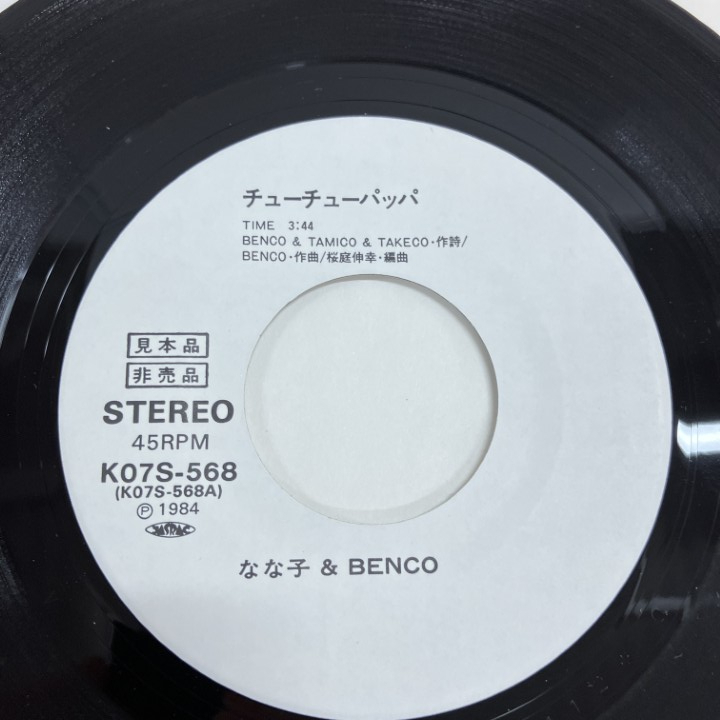 チューチューパッパ
TIME 3:44
BENCO & TAMICO & TAKECO・作詩/
BENCO・作曲/桜庭伸幸・編曲
見本品
非売品
STEREO
45RPM
K07S-568
(K07S-568A)
Ⓟ 1984
JASRAC
なな子 & BENCO